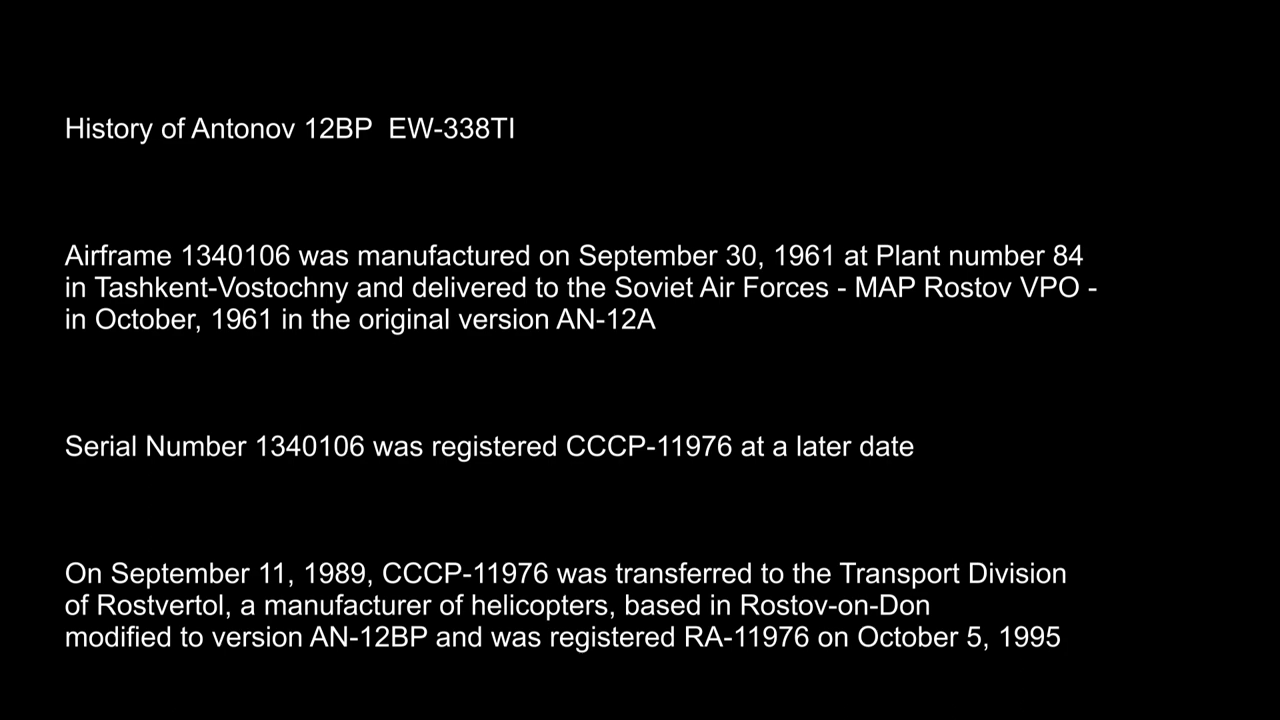 History of Antonov 12BP  EW-338TI
Airframe 1340106 was manufactured on September 30, 1961 at Plant number 84
in Tashkent-Vostochny and delivered to the Soviet Air Forces - MAP Rostov VPO -
in October, 1961 in the original version AN-12A
Serial Number 1340106 was registered CCCP-11976 at a later date
On September 11, 1989, CCCP-11976 was transferred to the Transport Division
of Rostvertol, a manufacturer of helicopters, based in Rostov-on-Don
modified to version AN-12BP and was registered RA-11976 on October 5, 1995